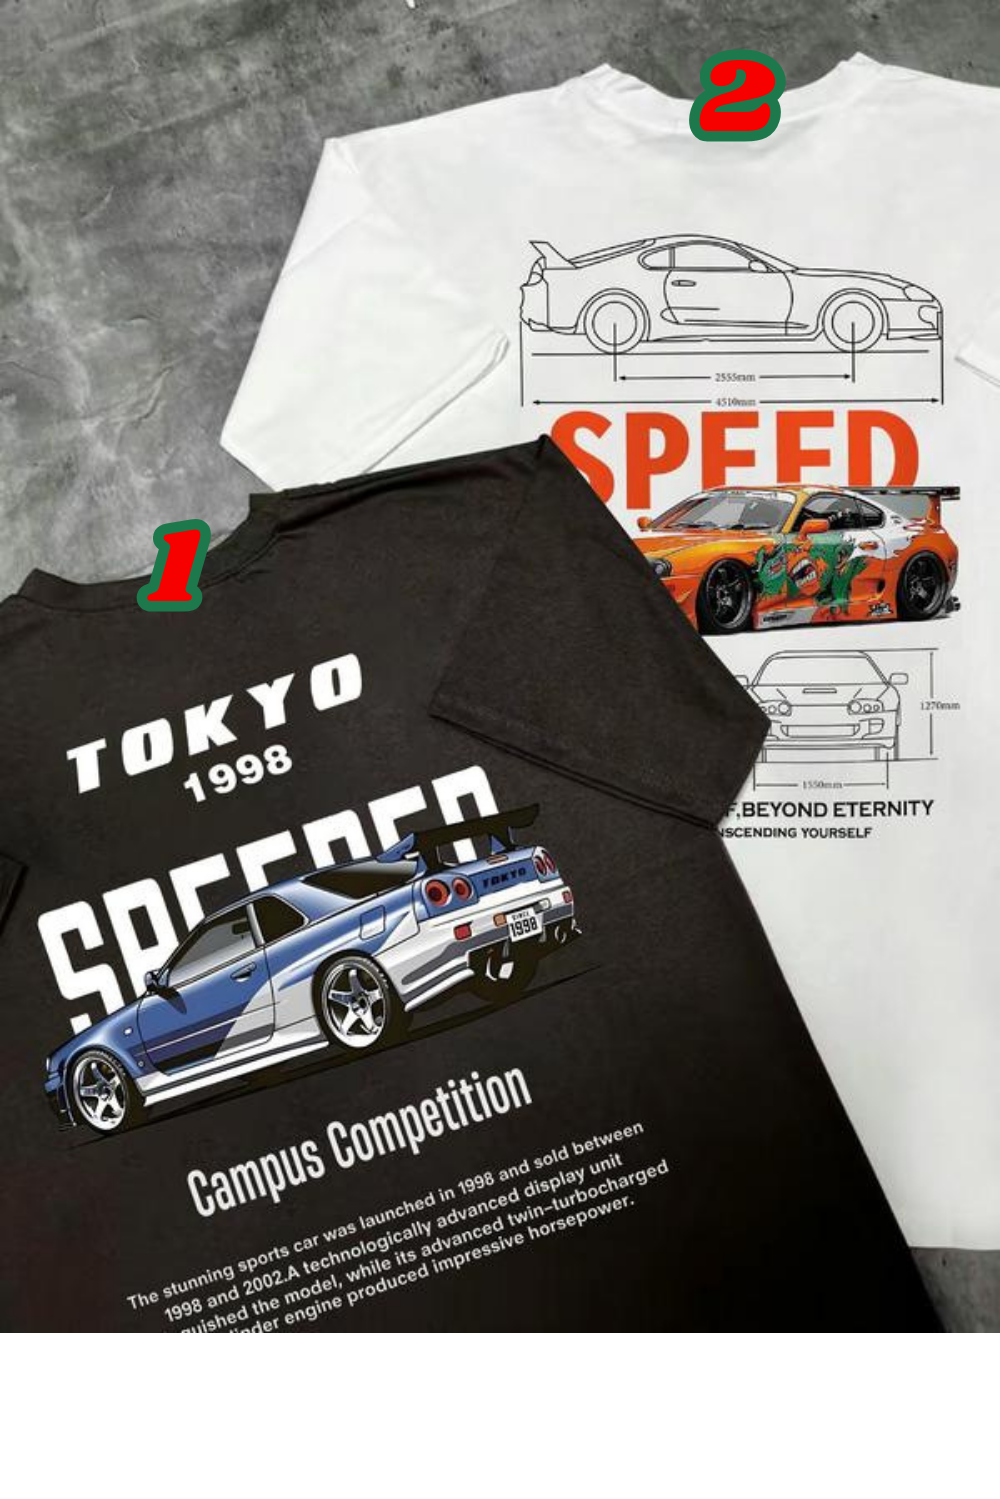 2
2555mm
4510mm
SPEED
1270mm
1550mm
F,BEYOND ETERNITY
NSCENDING YOURSELF
1
TOKYO
1998
SPEEDED
TOKYO
SINCE
1998
Campus Competition
The stunning sports car was launched in 1998 and sold between
1998 and 2002.A technologically advanced display unit
guished the model, while its advanced twin-turbocharged
inder engine produced impressive horsepower.